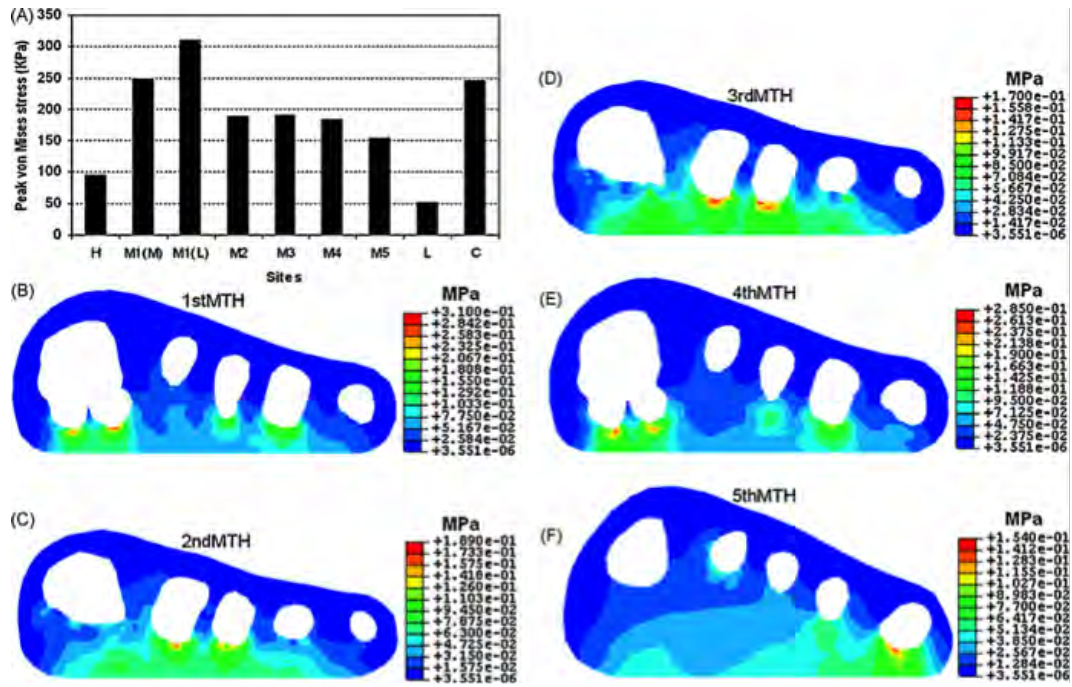 (A)
Peak von Mises stress (KPa)
350
300
250
200
150
100
50
0
H M1(M) M1(L) M2 M3 M4 M5 L C
Sites
(B)
1stMTH
MPa
+3.100e-01
+2.842e-01
+2.583e-01
+2.325e-01
+2.067e-01
+1.808e-01
+1.550e-01
+1.292e-01
+1.033e-01
+7.750e-02
+5.167e-02
+2.584e-02
+3.551e-06
(C)
2ndMTH
MPa
+1.890e-01
+1.733e-01
+1.575e-01
+1.418e-01
+1.260e-01
+1.103e-01
+9.450e-02
+7.875e-02
+6.300e-02
+4.725e-02
+3.150e-02
+1.575e-02
+3.551e-06
(D)
3rdMTH
MPa
+1.700e-01
+1.558e-01
+1.417e-01
+1.275e-01
+1.133e-01
+9.917e-02
+8.500e-02
+7.084e-02
+5.667e-02
+4.250e-02
+2.834e-02
+1.417e-02
+3.551e-06
(E)
4thMTH
MPa
+2.850e-01
+2.613e-01
+2.375e-01
+2.138e-01
+1.900e-01
+1.663e-01
+1.425e-01
+1.188e-01
+9.500e-02
+7.125e-02
+4.750e-02
+2.375e-02
+3.551e-06
(F)
5thMTH
MPa
+1.540e-01
+1.412e-01
+1.283e-01
+1.155e-01
+1.027e-01
+8.983e-02
+7.700e-02
+6.417e-02
+5.134e-02
+3.850e-02
+2.567e-02
+1.284e-02
+3.551e-06